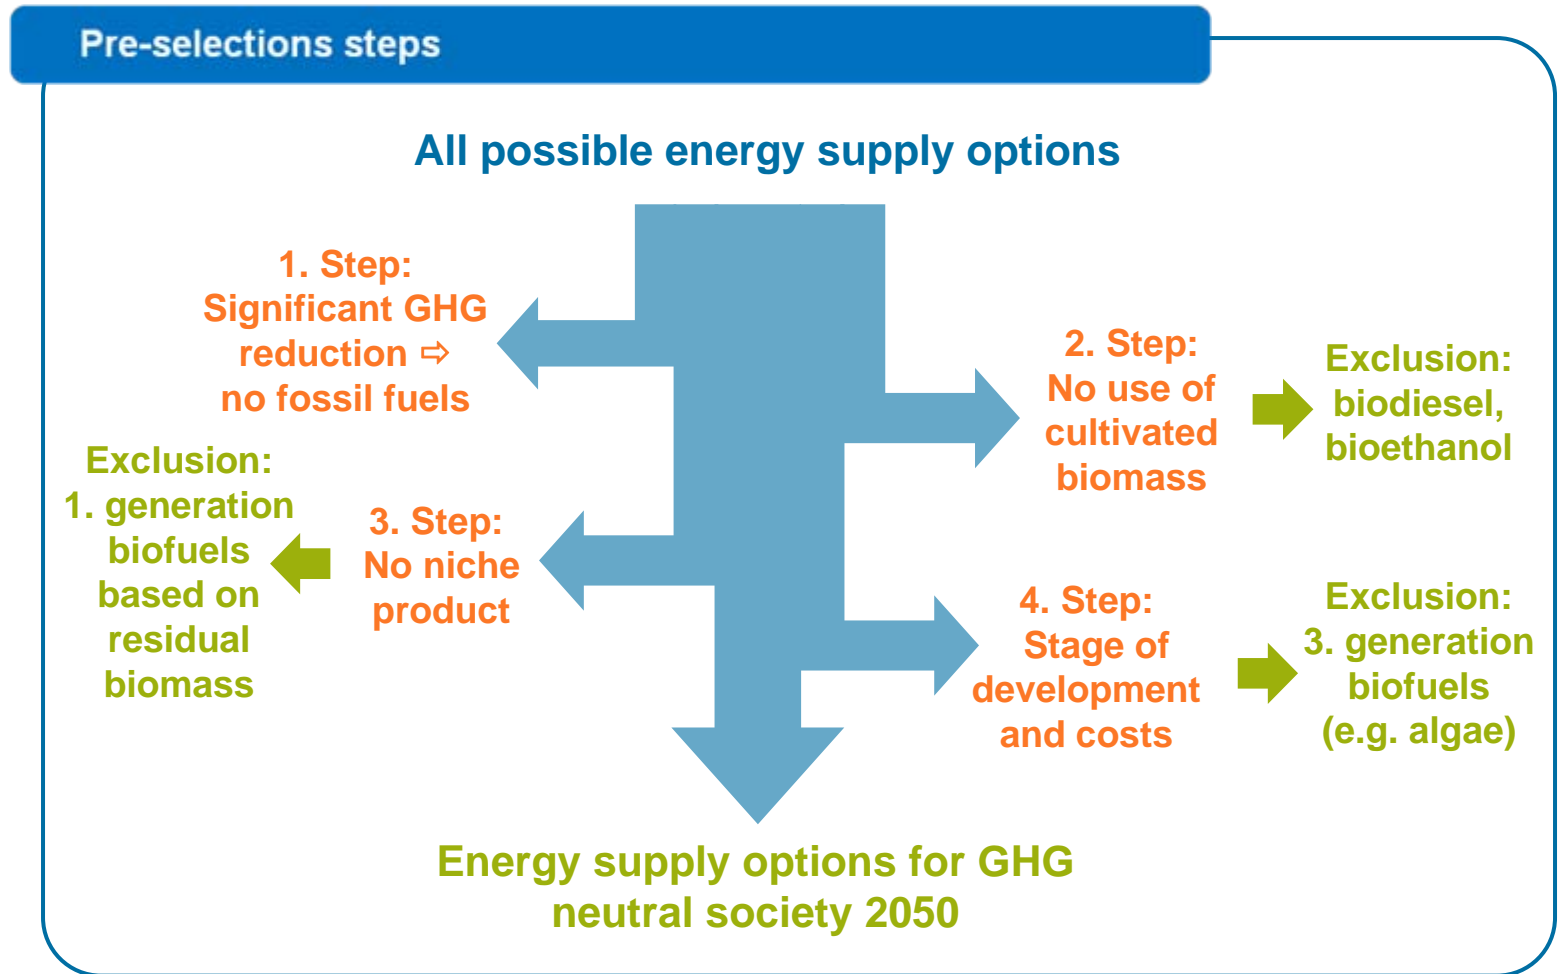 Pre-selections steps
All possible energy supply options
1. Step:
Significant GHG
reduction ⇨
no fossil fuels
2. Step:
No use of
cultivated
biomass
Exclusion:
biodiesel,
bioethanol
Exclusion:
1. generation
biofuels
based on
residual
biomass
3. Step:
No niche
product
4. Step:
Stage of
development
and costs
Exclusion:
3. generation
biofuels
(e.g. algae)
Energy supply options for GHG
neutral society 2050